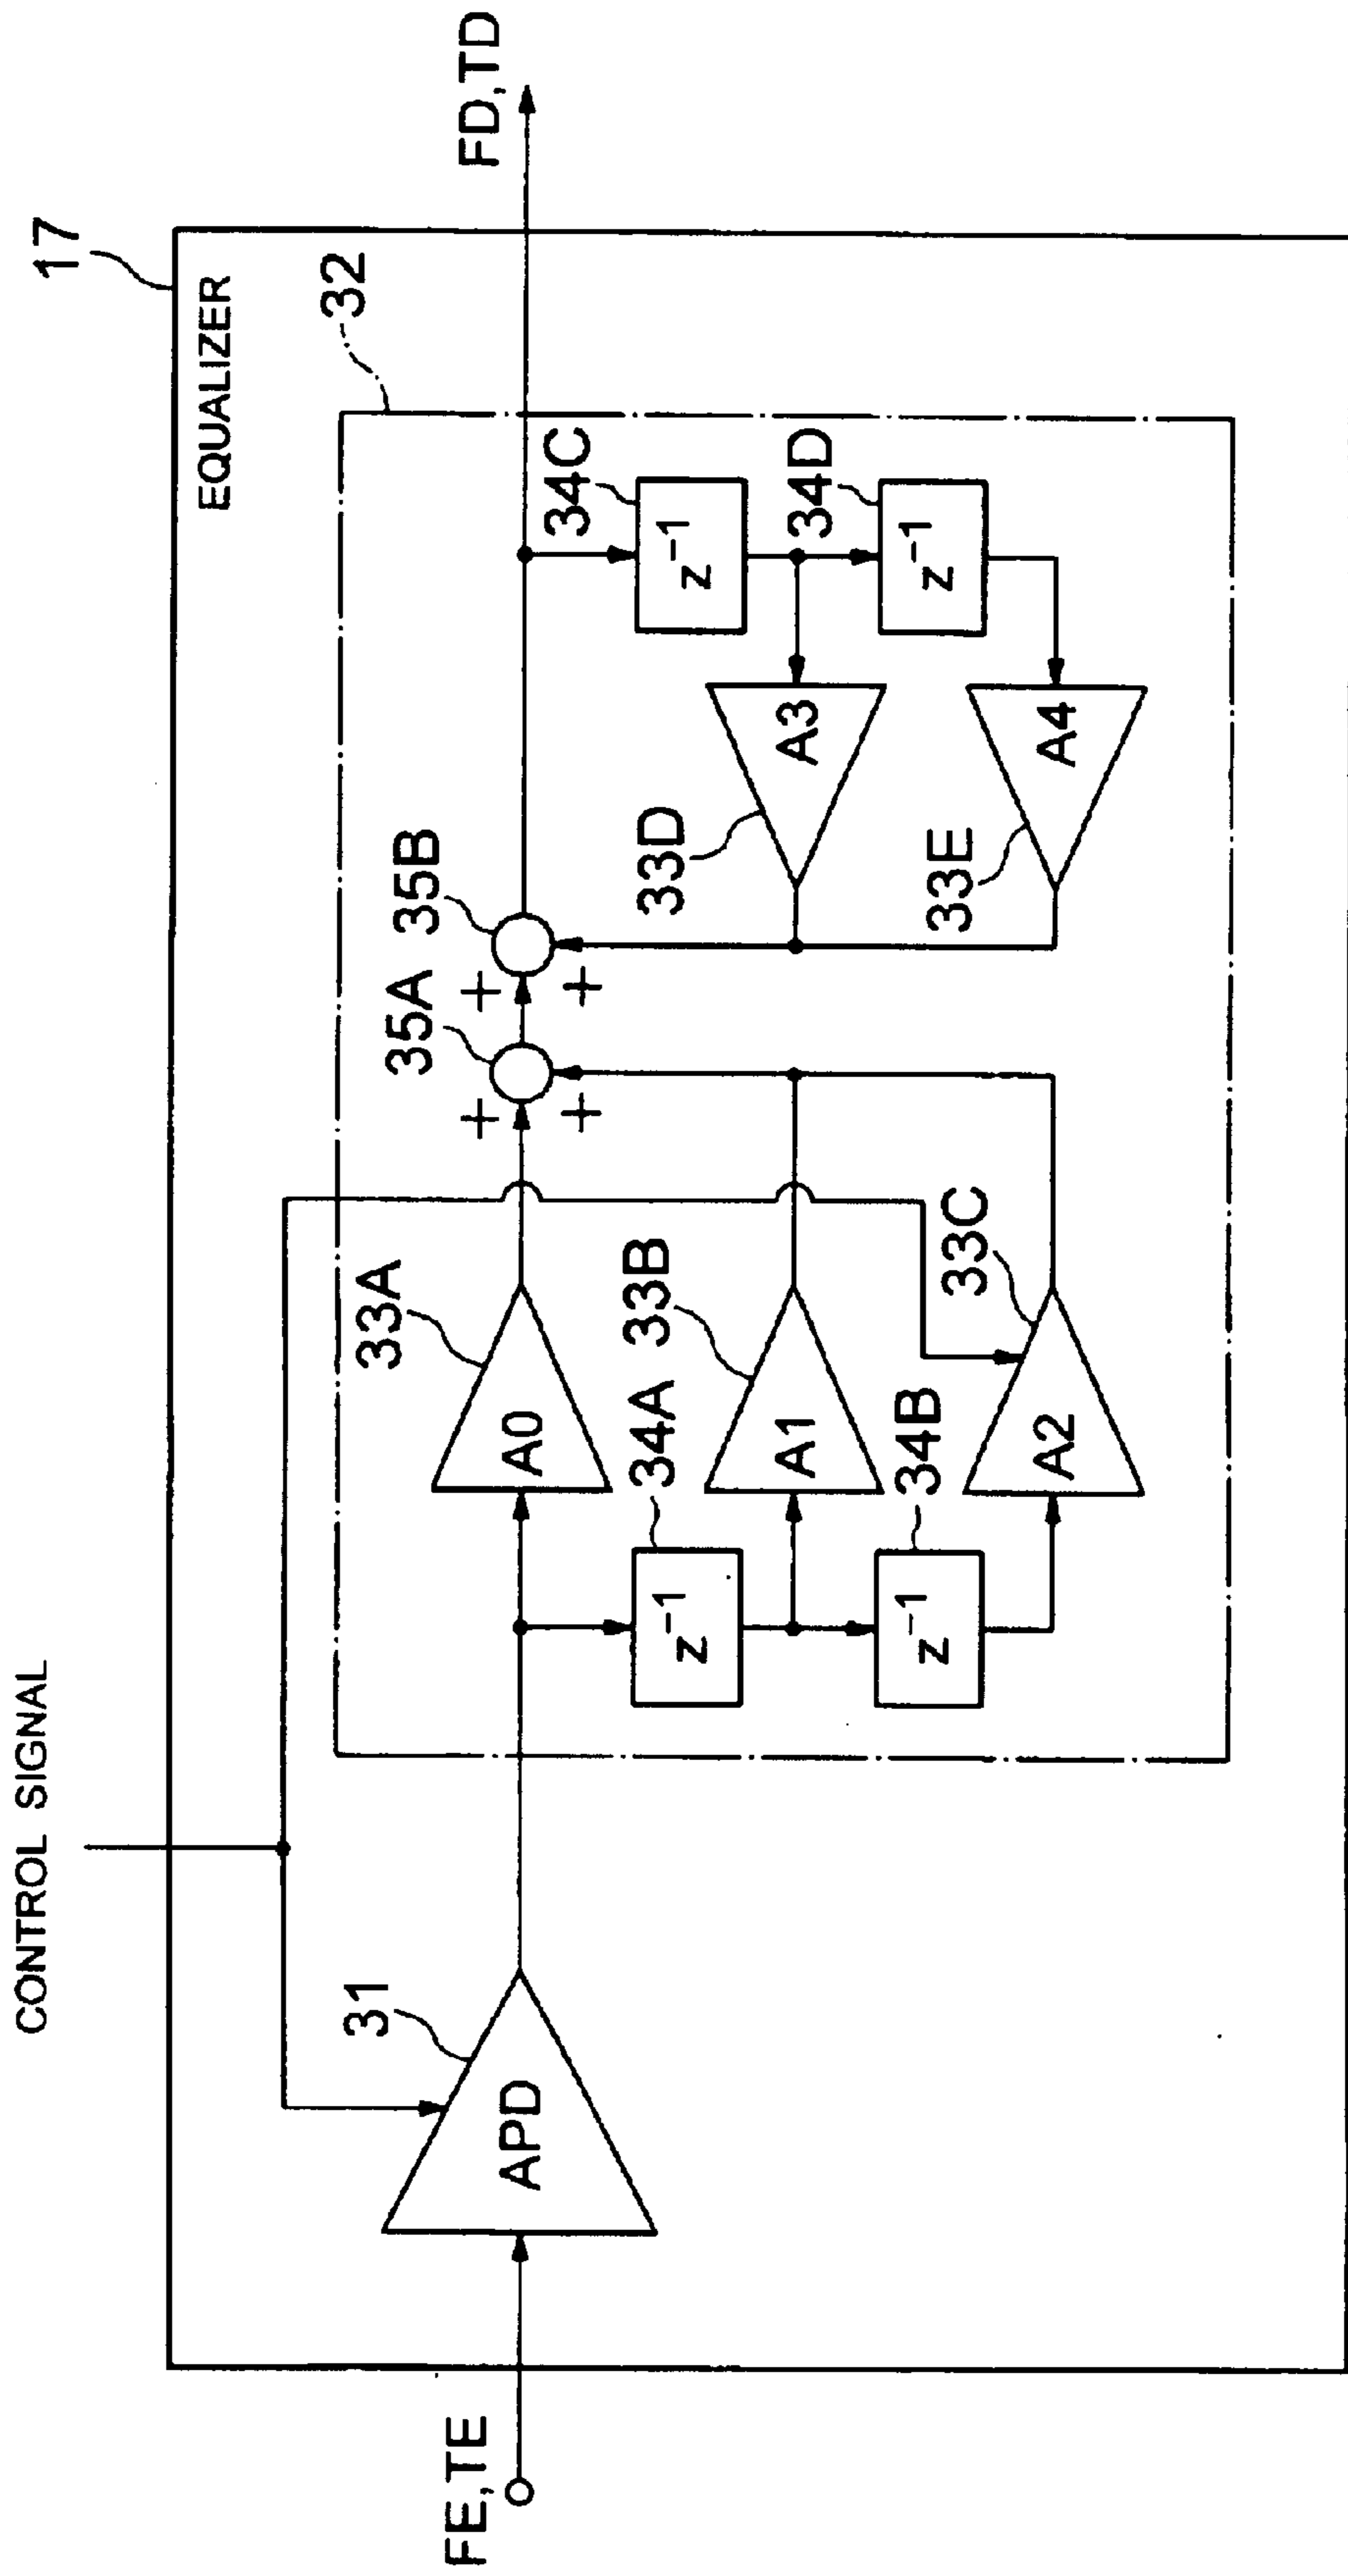 CONTROL SIGNAL
17
EQUALIZER
32
FE,TE
31
APD
33A
A0
35A
35B
+
+
+
+
FD,TD
34A
z⁻¹
33B
A1
33D
A3
34C
z⁻¹
34B
z⁻¹
33C
A2
33E
A4
34D
z⁻¹